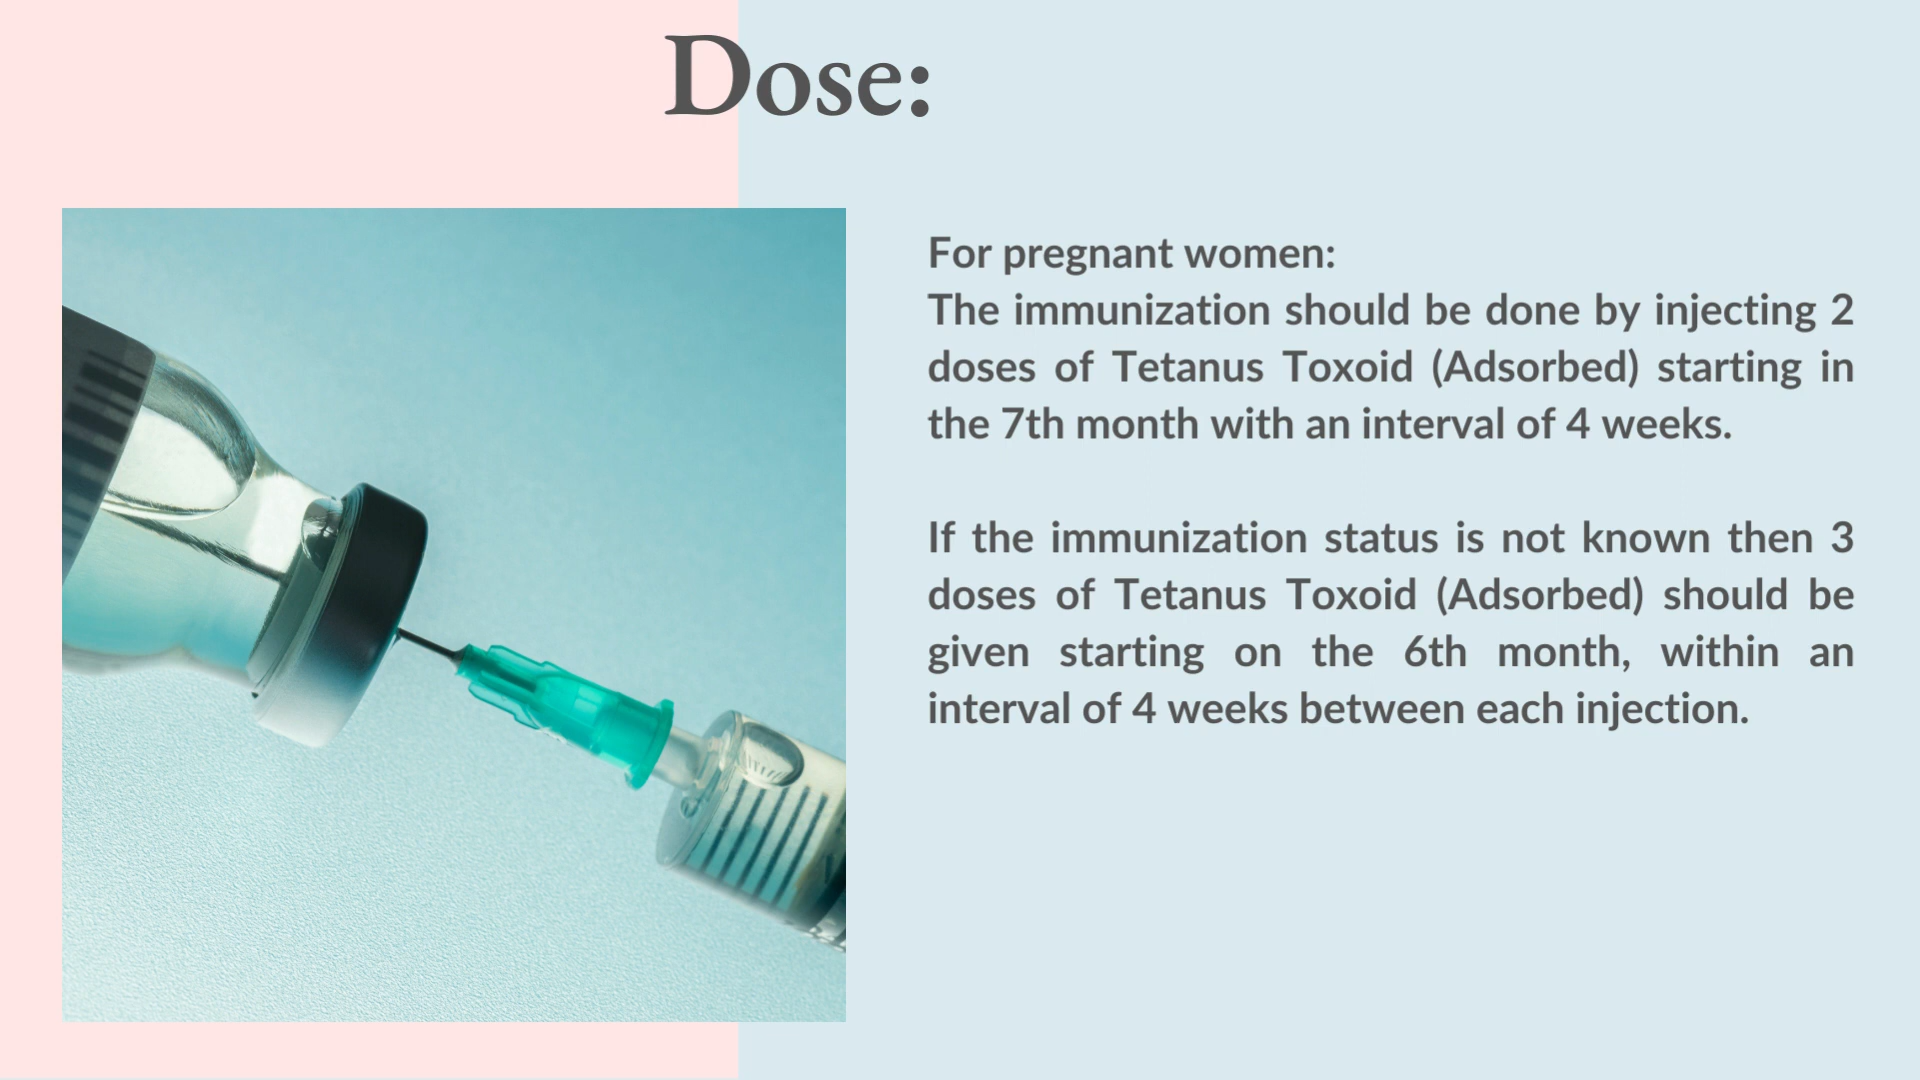 Dose:
For pregnant women:
The immunization should be done by injecting 2
doses of Tetanus Toxoid (Adsorbed) starting in
the 7th month with an interval of 4 weeks.
If the immunization status is not known then 3
doses of Tetanus Toxoid (Adsorbed) should be
given starting on the 6th month, within an
interval of 4 weeks between each injection.